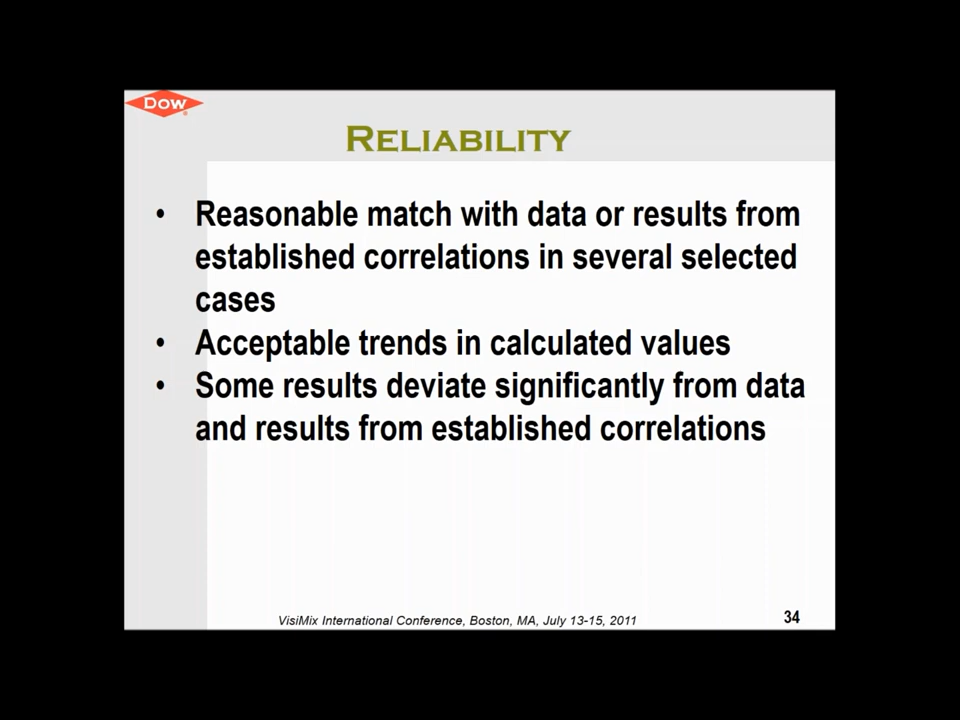 Dow
Reliability
• Reasonable match with data or results from
established correlations in several selected
cases
• Acceptable trends in calculated values
• Some results deviate significantly from data
and results from established correlations
VisiMix International Conference, Boston, MA, July 13-15, 2011
34